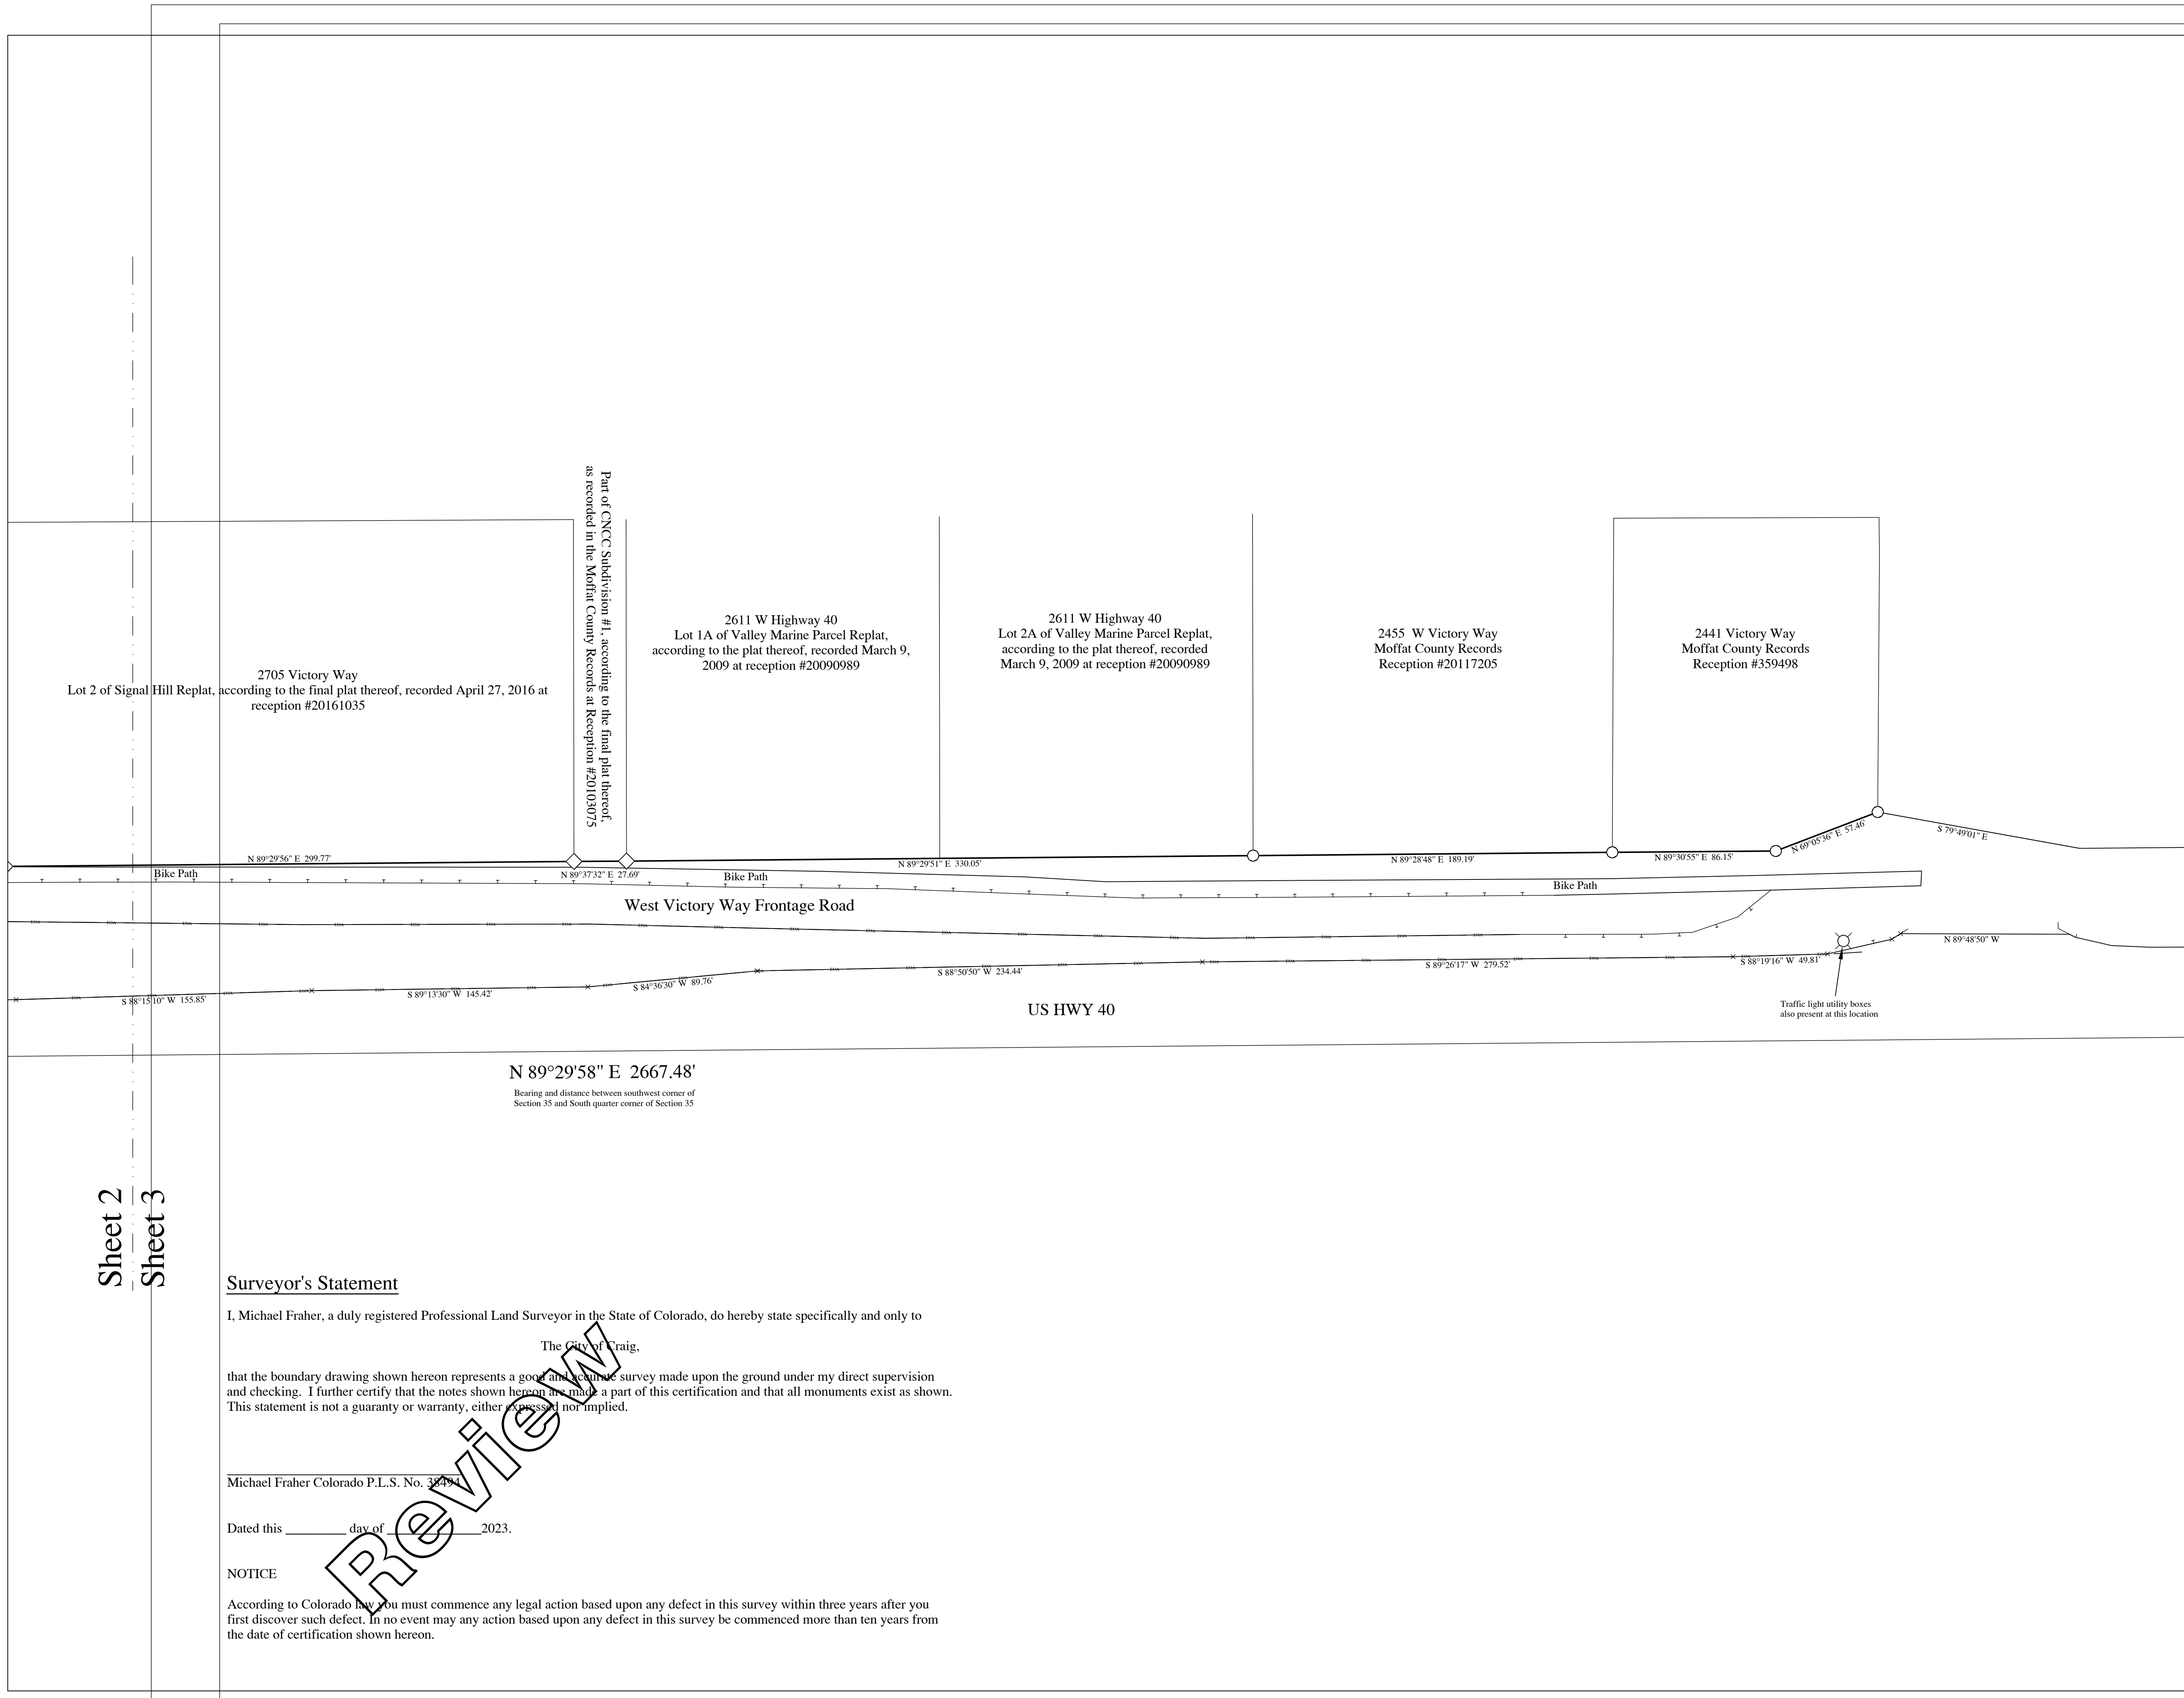 Part of CNCC Subdivision #1, according to the final plat thereof,
as recorded in the Moffat County Records at Reception #20103075
2705 Victory Way
Lot 2 of Signal Hill Replat, according to the final plat thereof, recorded April 27, 2016 at
reception #20161035
2611 W Highway 40
Lot 1A of Valley Marine Parcel Replat,
according to the plat thereof, recorded March 9,
2009 at reception #20090989
2611 W Highway 40
Lot 2A of Valley Marine Parcel Replat,
according to the plat thereof, recorded
March 9, 2009 at reception #20090989
2455 W Victory Way
Moffat County Records
Reception #20117205
2441 Victory Way
Moffat County Records
Reception #359498
N 89°29'56" E 299.77'
N 89°37'32" E 27.69'
N 89°29'51" E 330.05'
N 89°28'48" E 189.19'
N 89°30'55" E 86.15'
N 69°05'36" E 57.46'
S 79°49'01" E
Bike Path
Bike Path
Bike Path
West Victory Way Frontage Road
S 88°15'10" W 155.85'
S 89°13'30" W 145.42'
S 84°36'30" W 89.76'
S 88°50'50" W 234.44'
S 89°26'17" W 279.52'
S 88°19'16" W 49.81'
N 89°48'50" W
Traffic light utility boxes
also present at this location
US HWY 40
N 89°29'58" E 2667.48'
Bearing and distance between southwest corner of
Section 35 and South quarter corner of Section 35
Sheet 2
Sheet 3
Surveyor's Statement
I, Michael Fraher, a duly registered Professional Land Surveyor in the State of Colorado, do hereby state specifically and only to
The City of Craig,
that the boundary drawing shown hereon represents a good and accurate survey made upon the ground under my direct supervision
and checking. I further certify that the notes shown hereon are made a part of this certification and that all monuments exist as shown.
This statement is not a guaranty or warranty, either expressed nor implied.
Michael Fraher Colorado P.L.S. No. 38494
Dated this _________ day of ______________2023.
Review
NOTICE
According to Colorado law you must commence any legal action based upon any defect in this survey within three years after you
first discover such defect. In no event may any action based upon any defect in this survey be commenced more than ten years from
the date of certification shown hereon.